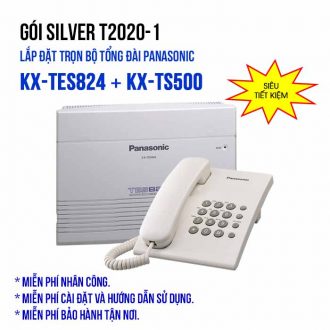 GÓI SILVER T2020-1
LẮP ĐẶT TRỌN BỘ TỔNG ĐÀI PANASONIC
KX-TES824 + KX-TS500
SIÊU
TIẾT KIỆM
Panasonic
Panasonic
* MIỄN PHÍ NHÂN CÔNG.
* MIỄN PHÍ CÀI ĐẶT VÀ HƯỚNG DẪN SỬ DỤNG.
* MIỄN PHÍ BẢO HÀNH TẬN NƠI.